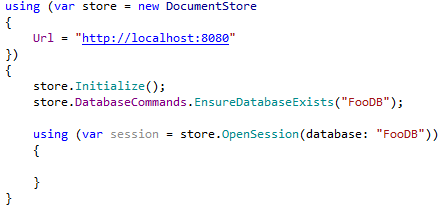 using (var store = new DocumentStore
{
    Url = "http://localhost:8080"
})
{
    store.Initialize();
    store.DatabaseCommands.EnsureDatabaseExists("FooDB");

    using (var session = store.OpenSession(database: "FooDB"))
    {

    }
}